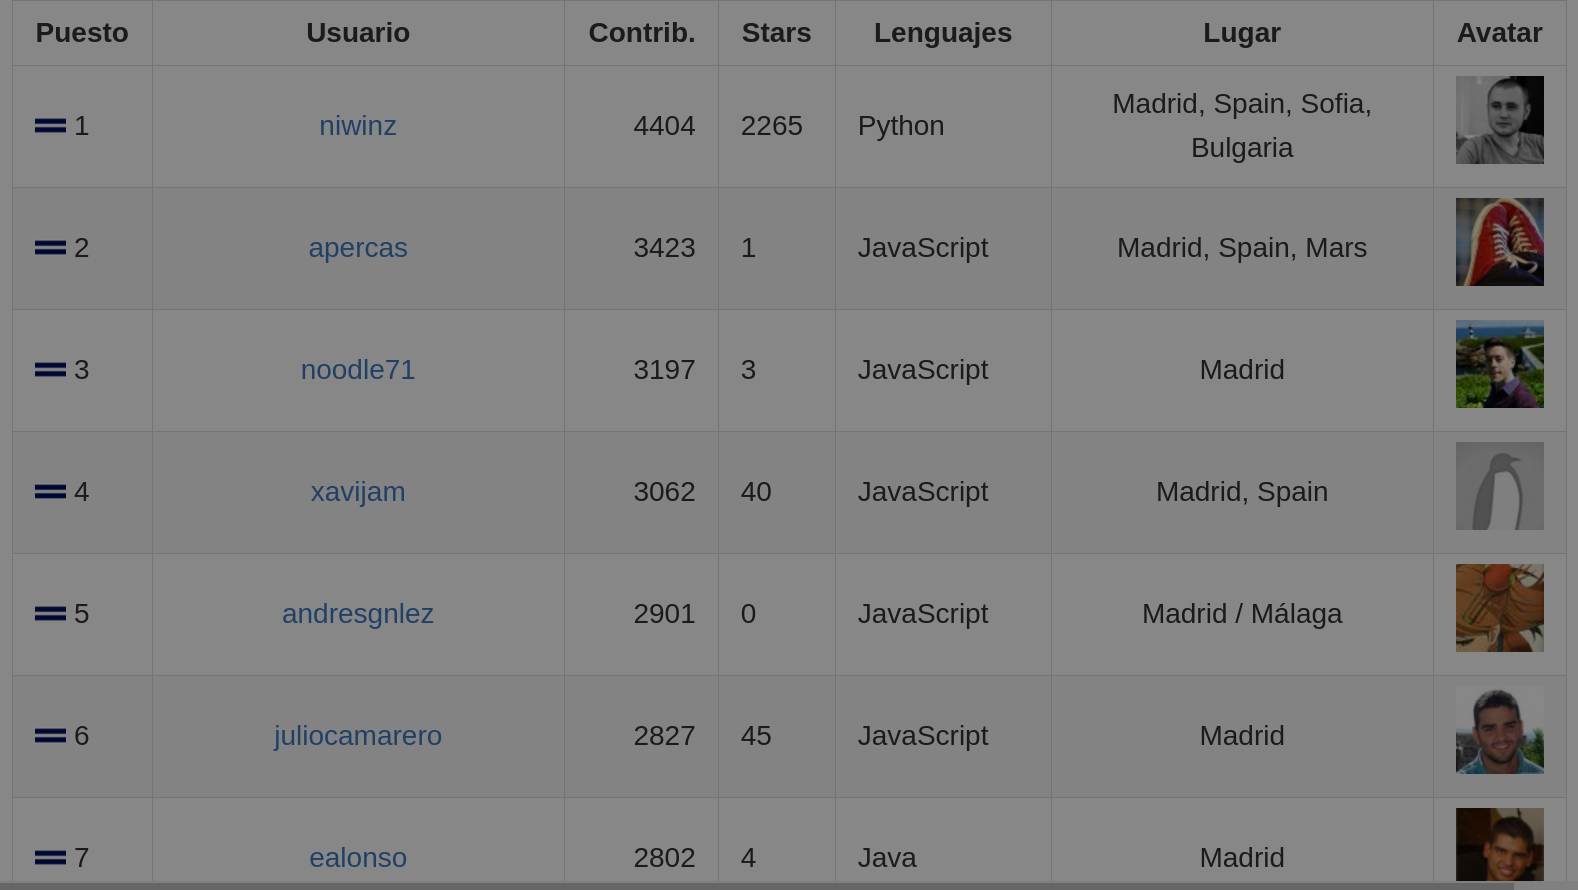 Puesto Usuario Contrib. Stars Lenguajes Lugar Avatar
1 niwinz 4404 2265 Python Madrid, Spain, Sofia,
Bulgaria
2 apercas 3423 1 JavaScript Madrid, Spain, Mars
3 noodle71 3197 3 JavaScript Madrid
4 xavijam 3062 40 JavaScript Madrid, Spain
5 andresgnlez 2901 0 JavaScript Madrid / Málaga
6 juliocamarero 2827 45 JavaScript Madrid
7 ealonso 2802 4 Java Madrid